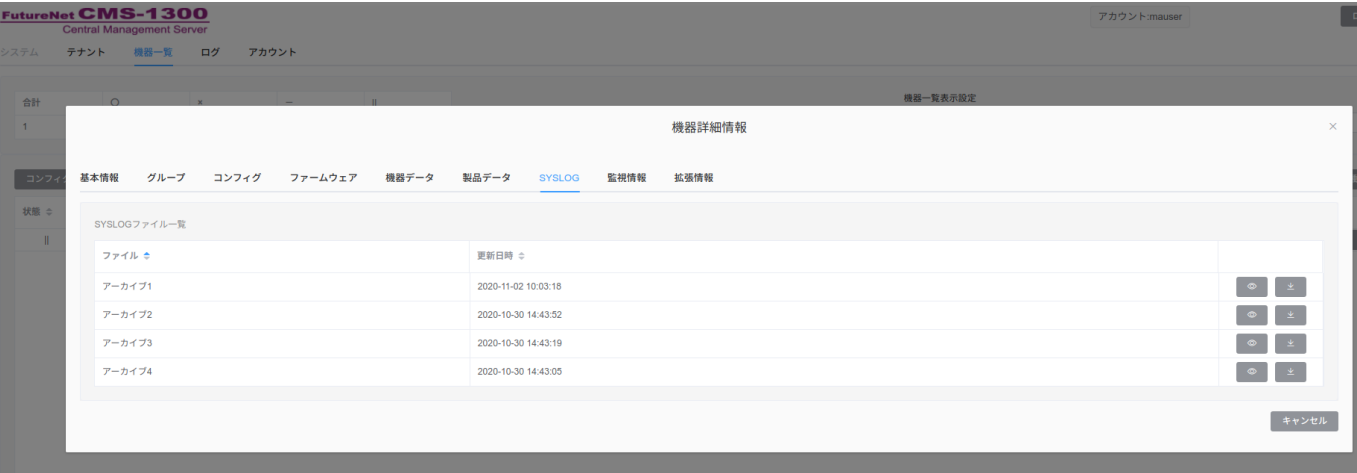 FutureNet CMS-1300
Central Management Server
アカウント:mauser
システム テナント 機器一覧 ログ アカウント
機器一覧表示設定
合計 〇 × − ||
1
機器詳細情報 ×
コンフィグ
基本情報 グループ コンフィグ ファームウェア 機器データ 製品データ SYSLOG 監視情報 拡張情報
状態
||
SYSLOGファイル一覧
ファイル 更新日時
アーカイブ1 2020-11-02 10:03:18
アーカイブ2 2020-10-30 14:43:52
アーカイブ3 2020-10-30 14:43:19
アーカイブ4 2020-10-30 14:43:05
キャンセル